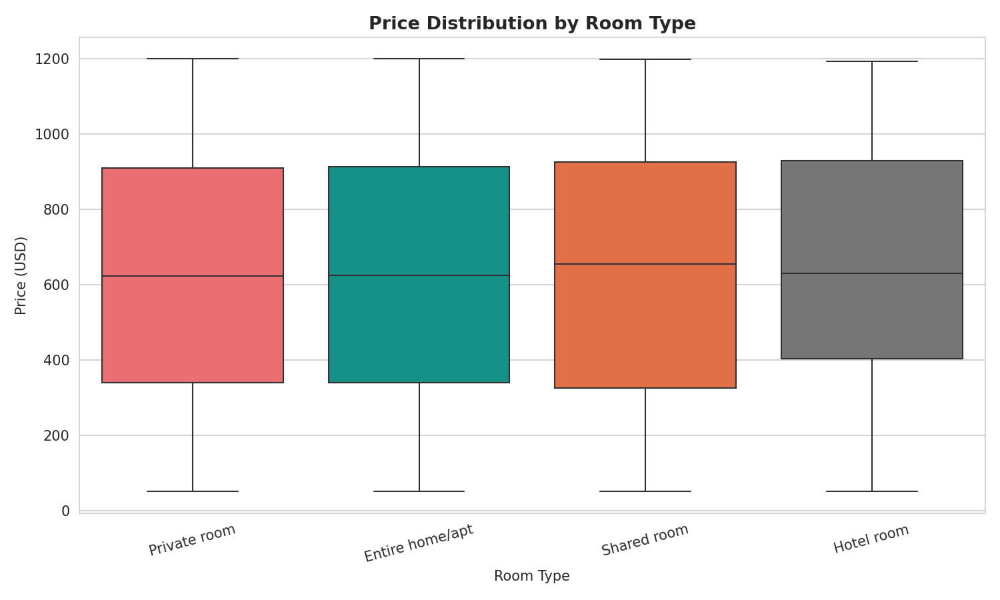 Price Distribution by Room Type
Price (USD)
1200
1000
800
600
400
200
0
Private room
Entire home/apt
Shared room
Hotel room
Room Type